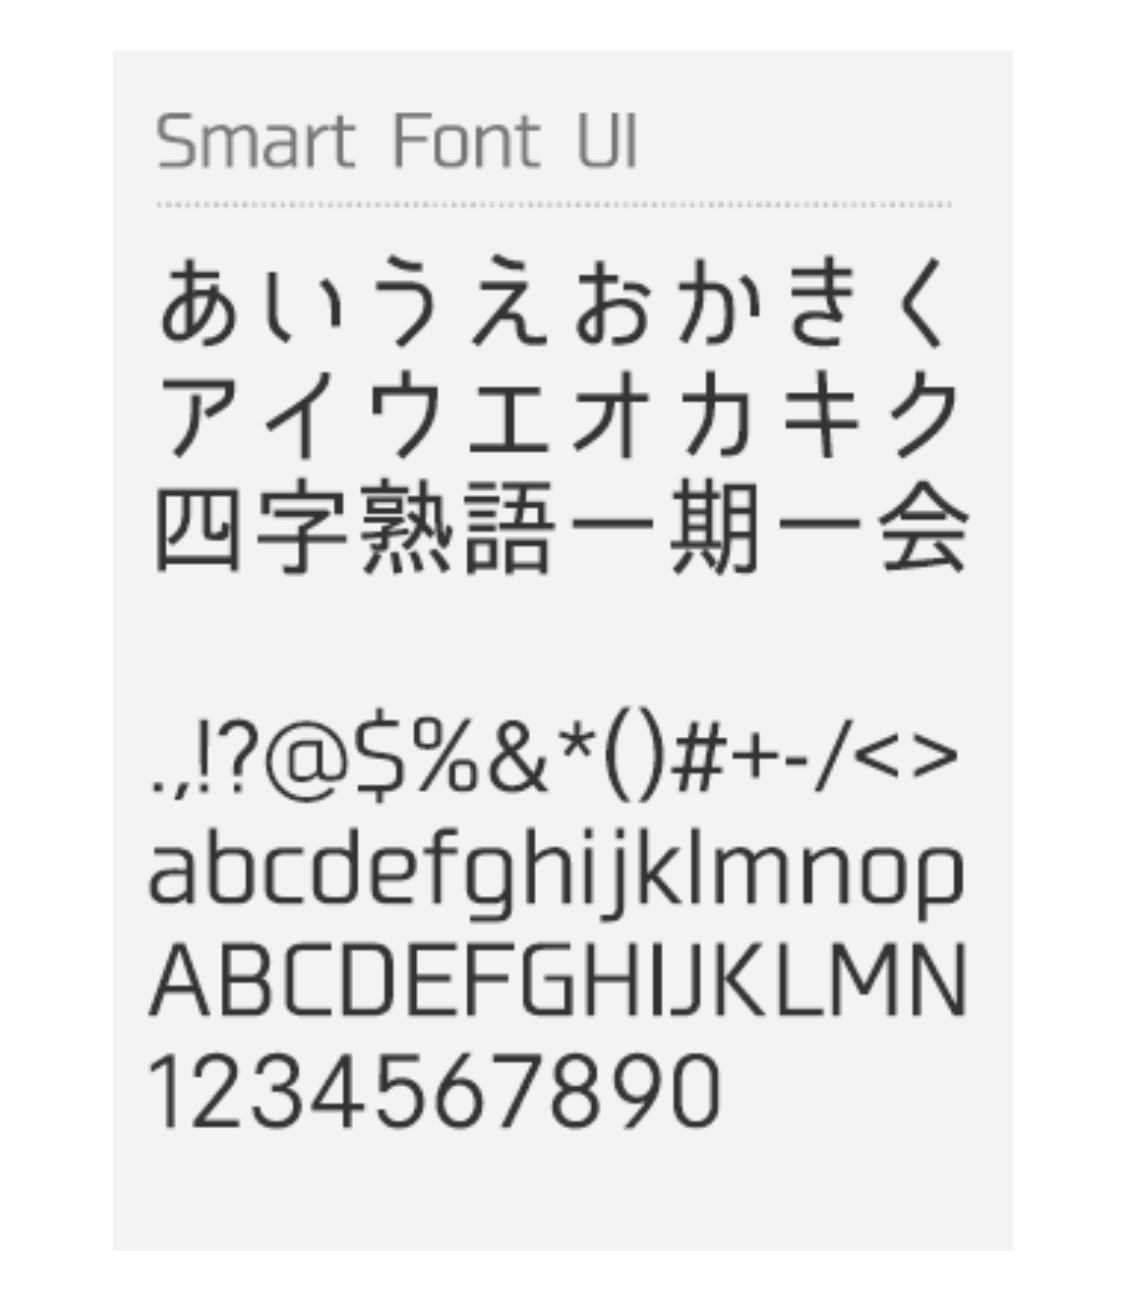 Smart Font UI
あいうえおかきく
アイウエオカキク
四字熟語一期一会
.,!?@$%&*()#+-/<>
abcdefghijklmnop
ABCDEFGHIJKLMN
1234567890